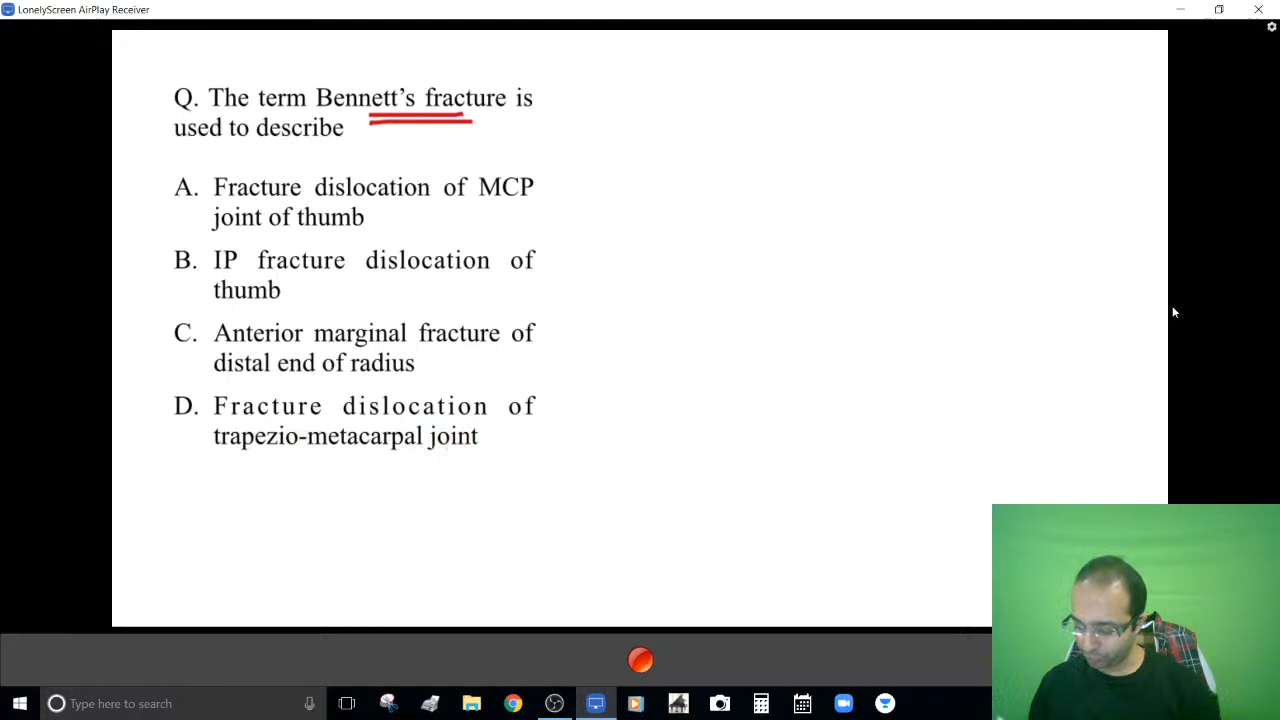 LonelyScreen AirPlay Receiver
Q. The term Bennett’s fracture is
used to describe
A. Fracture dislocation of MCP
joint of thumb
B. IP fracture dislocation of
thumb
C. Anterior marginal fracture of
distal end of radius
D. Fracture dislocation of
trapezio-metacarpal joint
Type here to search